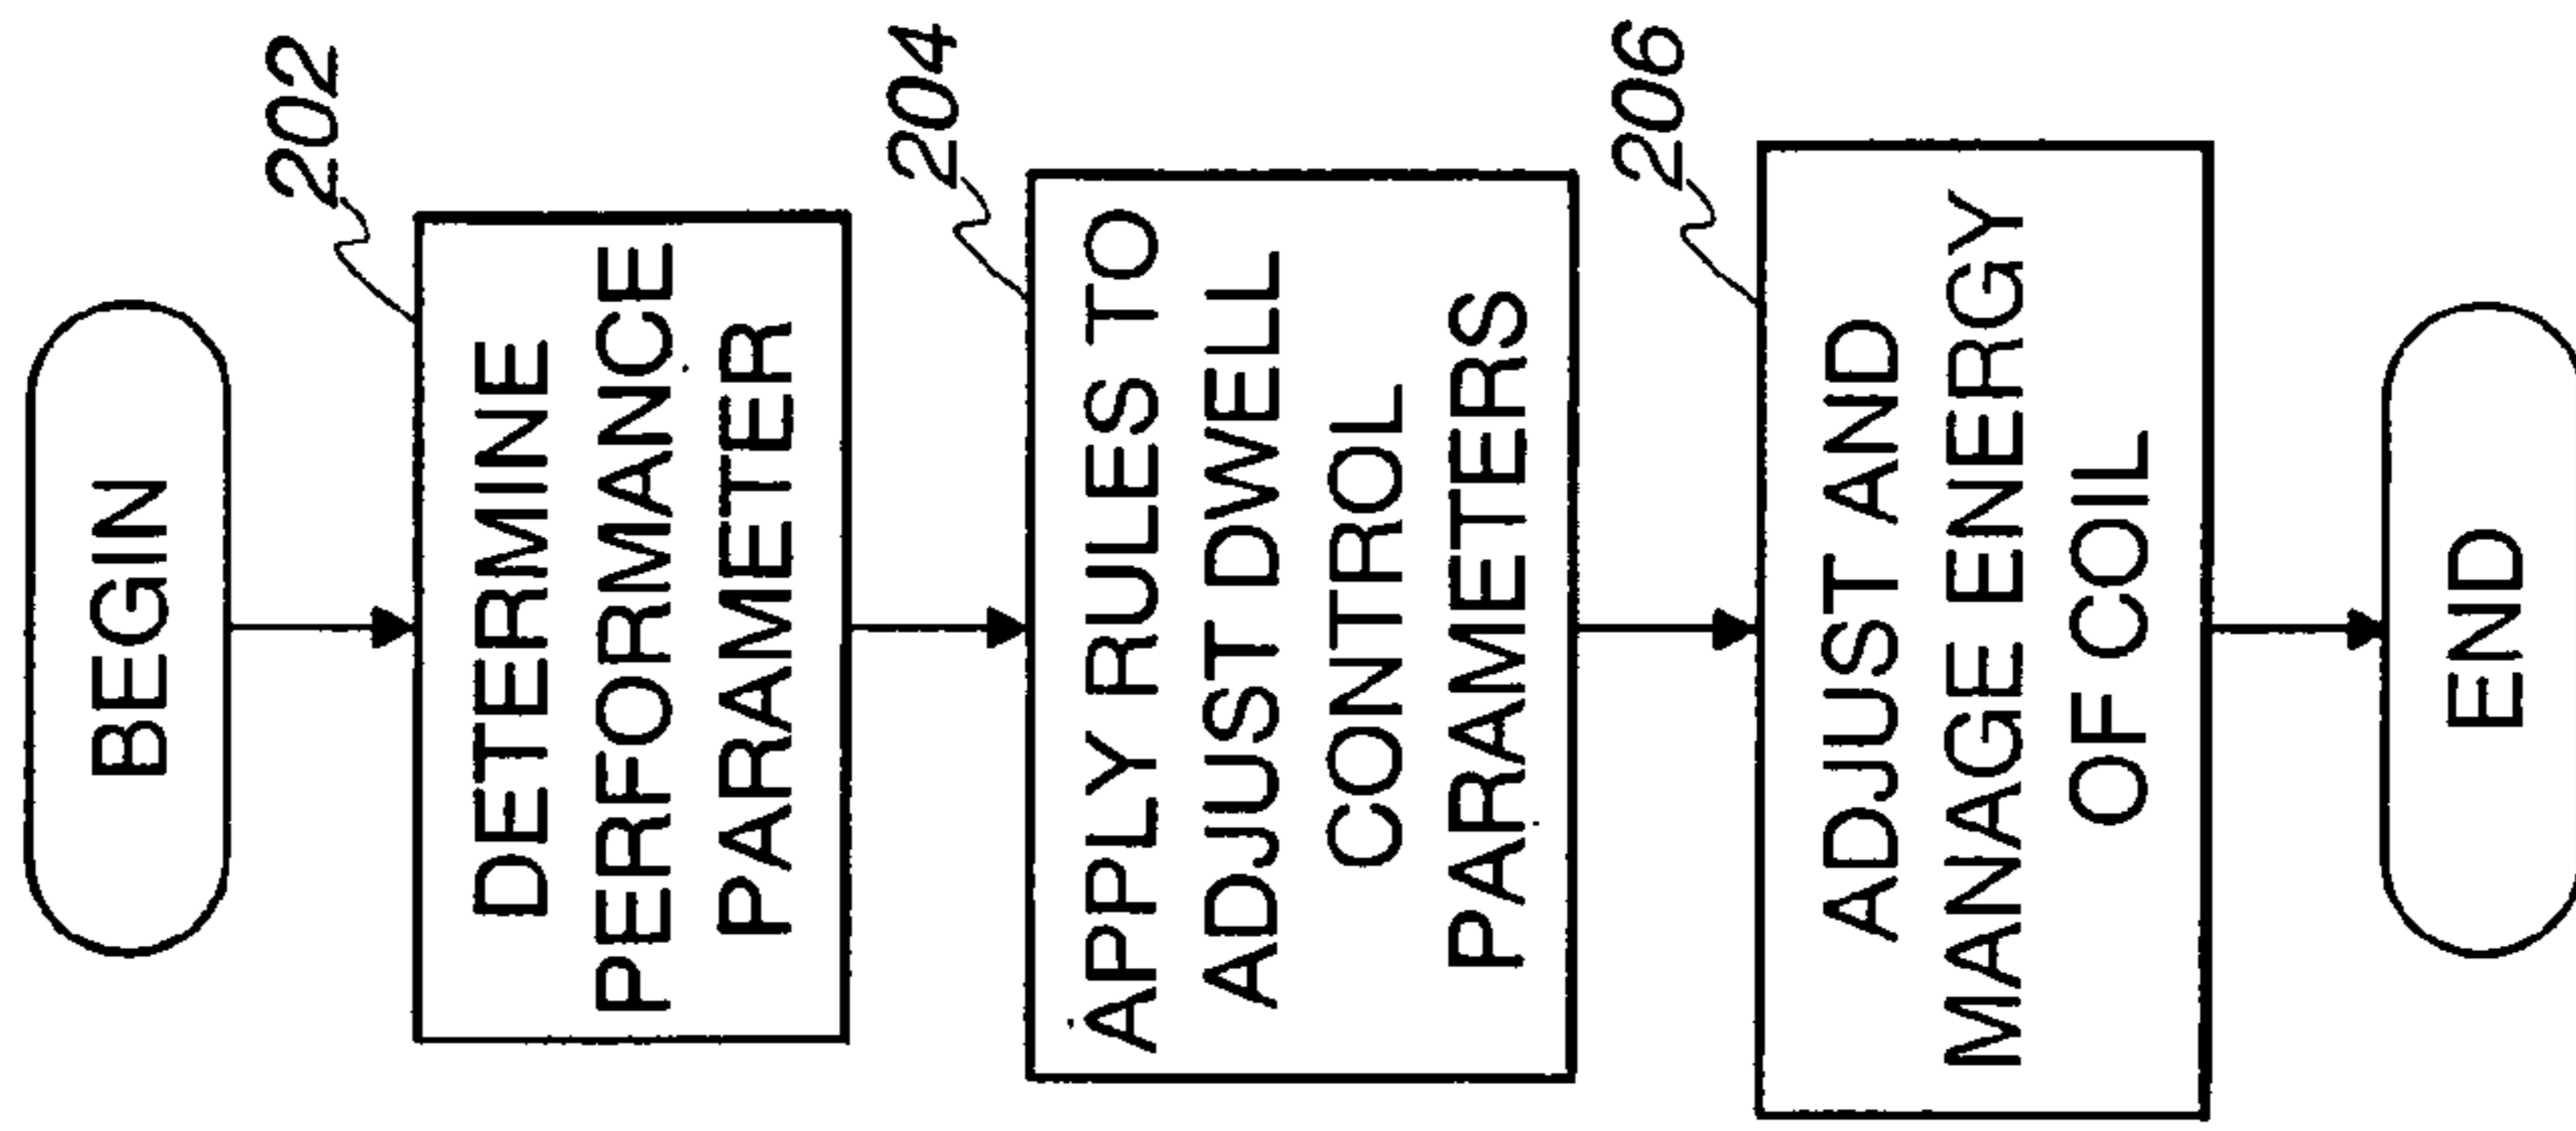 BEGIN
202
DETERMINE
PERFORMANCE
PARAMETER
204
APPLY RULES TO
ADJUST DWELL
CONTROL
PARAMETERS
206
ADJUST AND
MANAGE ENERGY
OF COIL
END